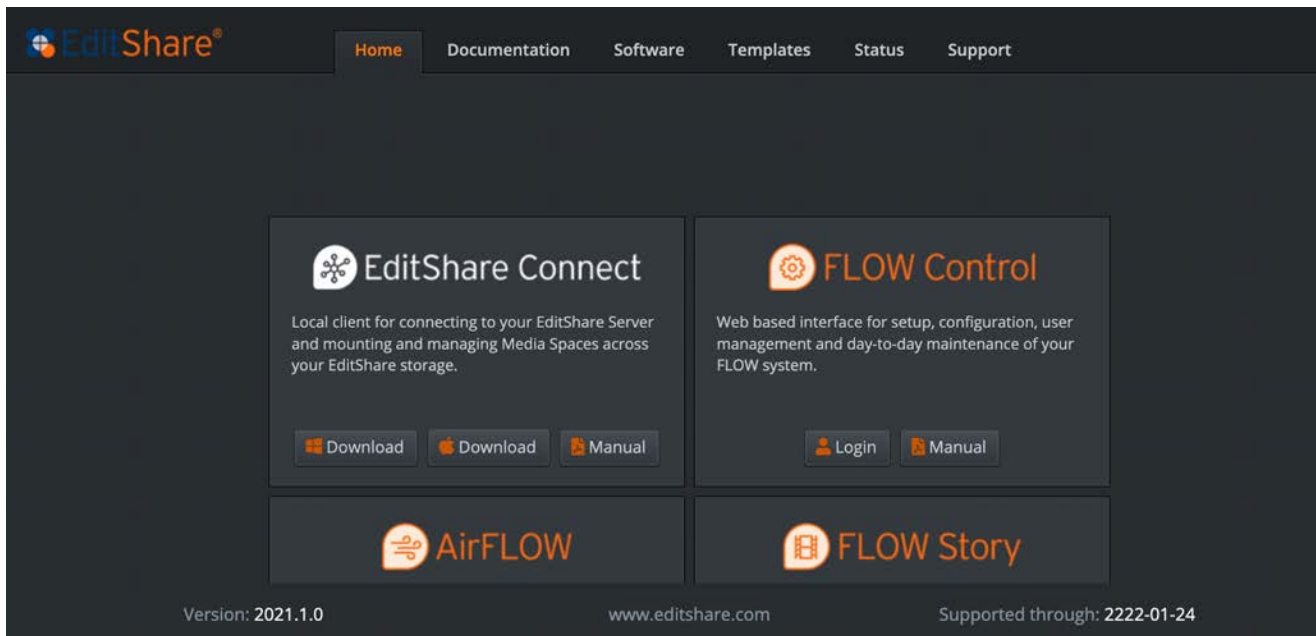 EditShare®
Home Documentation Software Templates Status Support
EditShare Connect
Local client for connecting to your EditShare Server
and mounting and managing Media Spaces across
your EditShare storage.
Download Download Manual
FLOW Control
Web based interface for setup, configuration, user
management and day-to-day maintenance of your
FLOW system.
Login Manual
AirFLOW
FLOW Story
Version: 2021.1.0 www.editshare.com Supported through: 2222-01-24